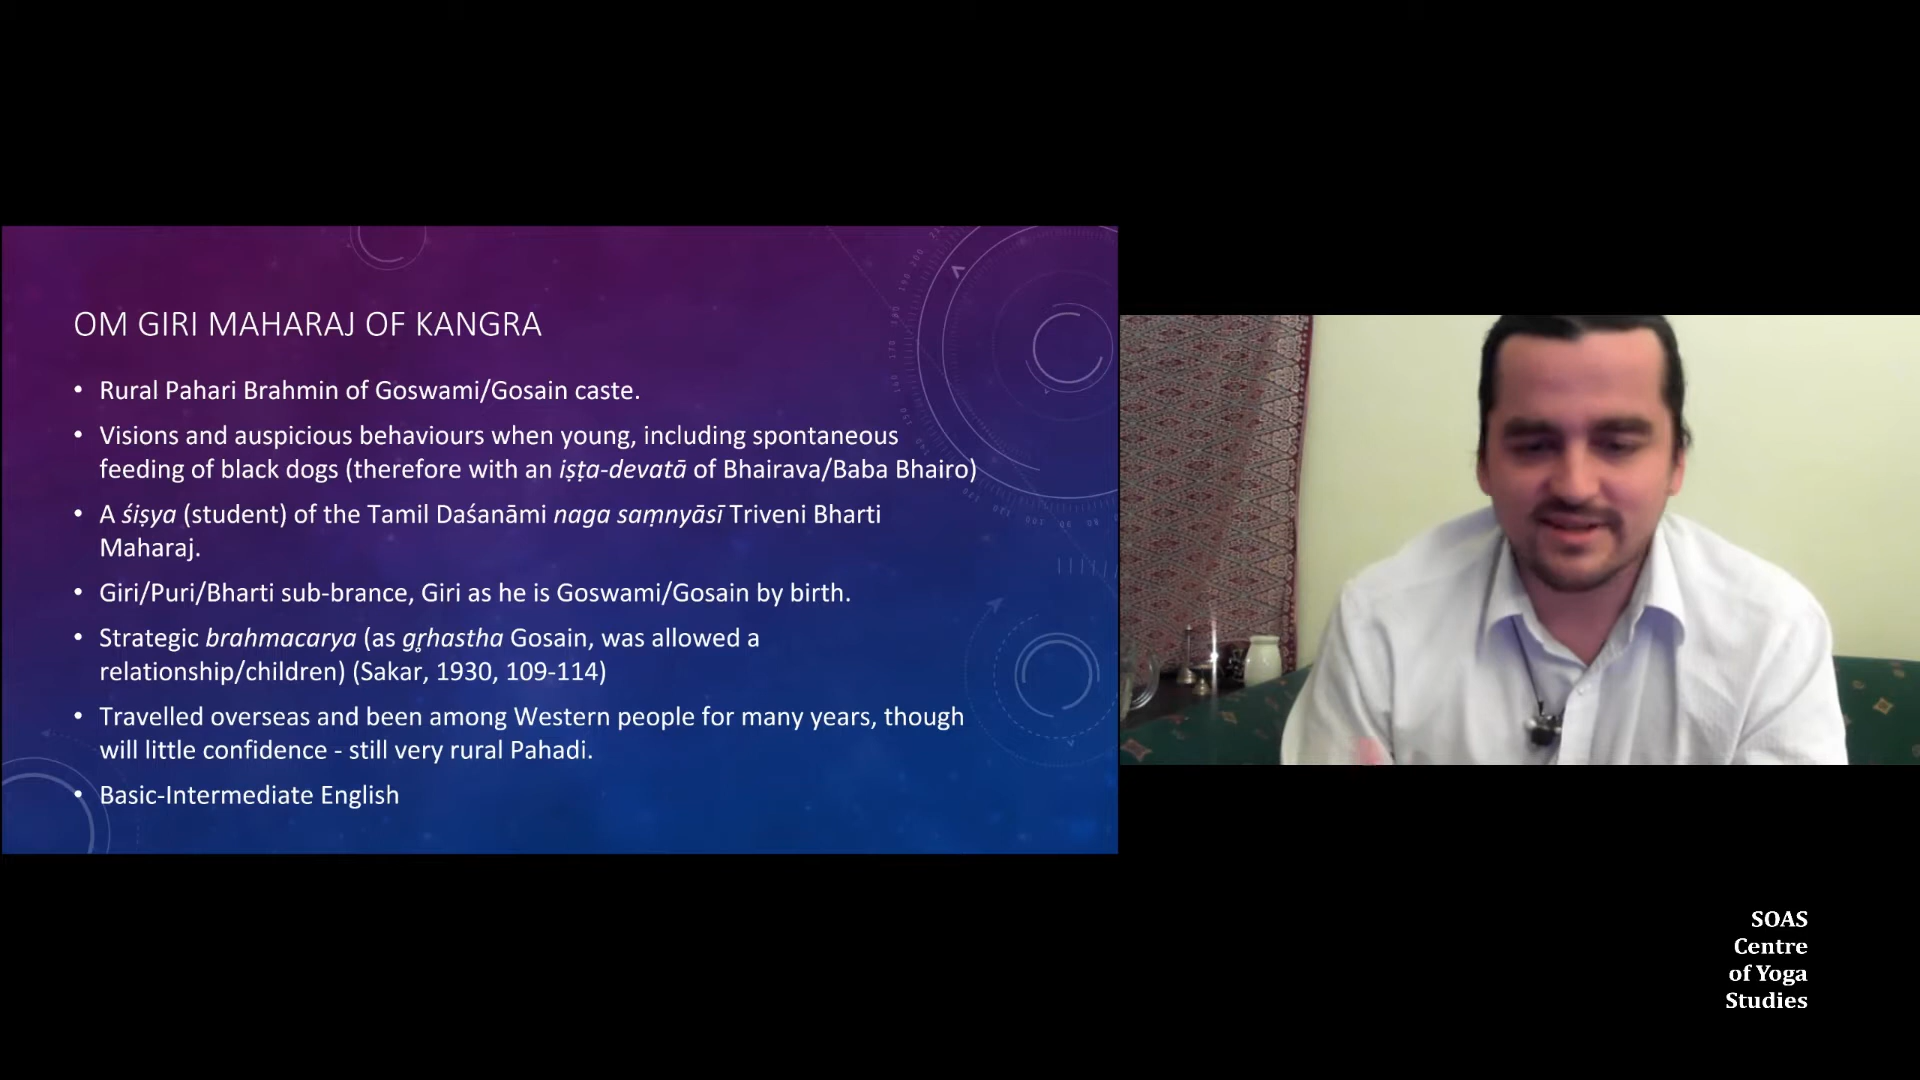 OM GIRI MAHARAJ OF KANGRA
• Rural Pahari Brahmin of Goswami/Gosain caste.
• Visions and auspicious behaviours when young, including spontaneous
feeding of black dogs (therefore with an iṣṭa-devatā of Bhairava/Baba Bhairo)
• A śiṣya (student) of the Tamil Daśanāmi naga saṃnyāsī Triveni Bharti
Maharaj.
• Giri/Puri/Bharti sub-brance, Giri as he is Goswami/Gosain by birth.
• Strategic brahmacarya (as gr̥hastha Gosain, was allowed a
relationship/children) (Sakar, 1930, 109-114)
• Travelled overseas and been among Western people for many years, though
will little confidence - still very rural Pahadi.
• Basic-Intermediate English
SOAS
Centre
of Yoga
Studies